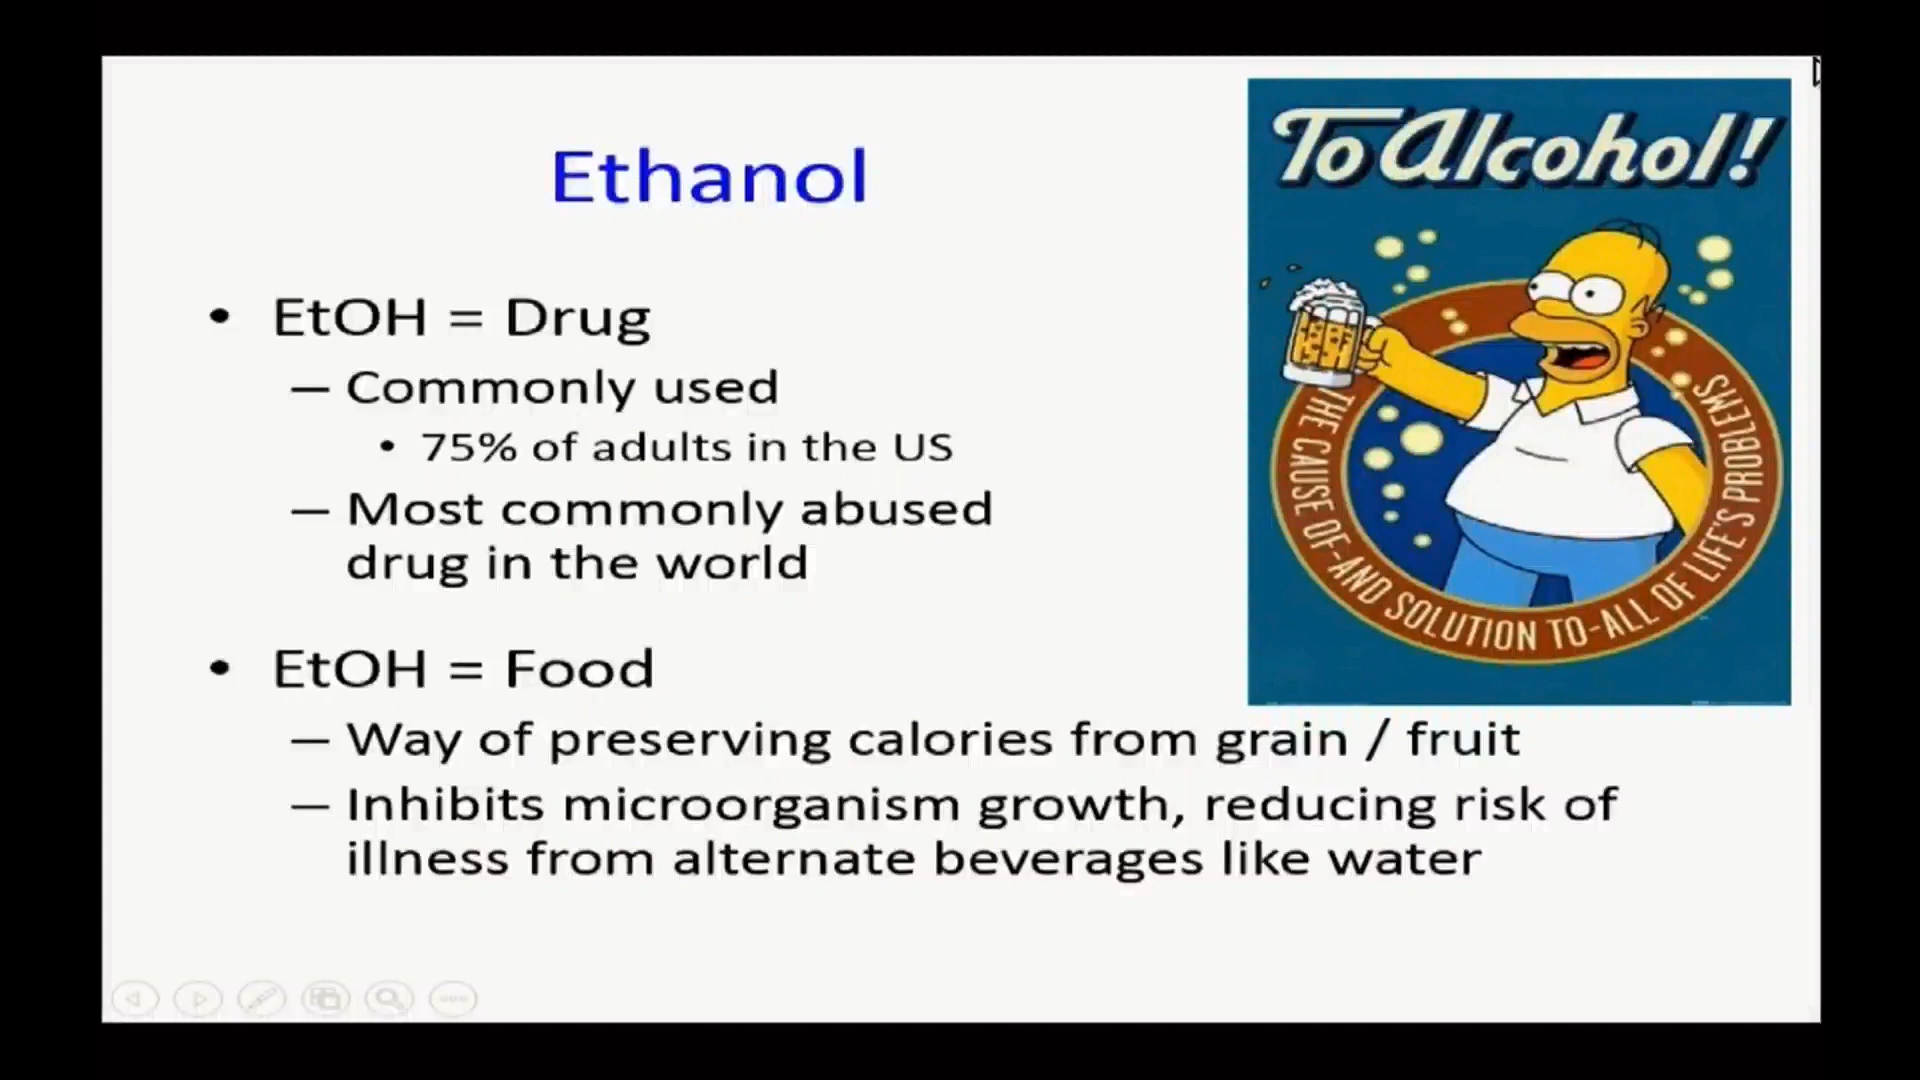 Ethanol
To Alcohol!
• EtOH = Drug
– Commonly used
• 75% of adults in the US
– Most commonly abused
drug in the world
THE CAUSE OF-AND SOLUTION TO-ALL OF LIFE'S PROBLEMS
• EtOH = Food
– Way of preserving calories from grain / fruit
– Inhibits microorganism growth, reducing risk of
illness from alternate beverages like water